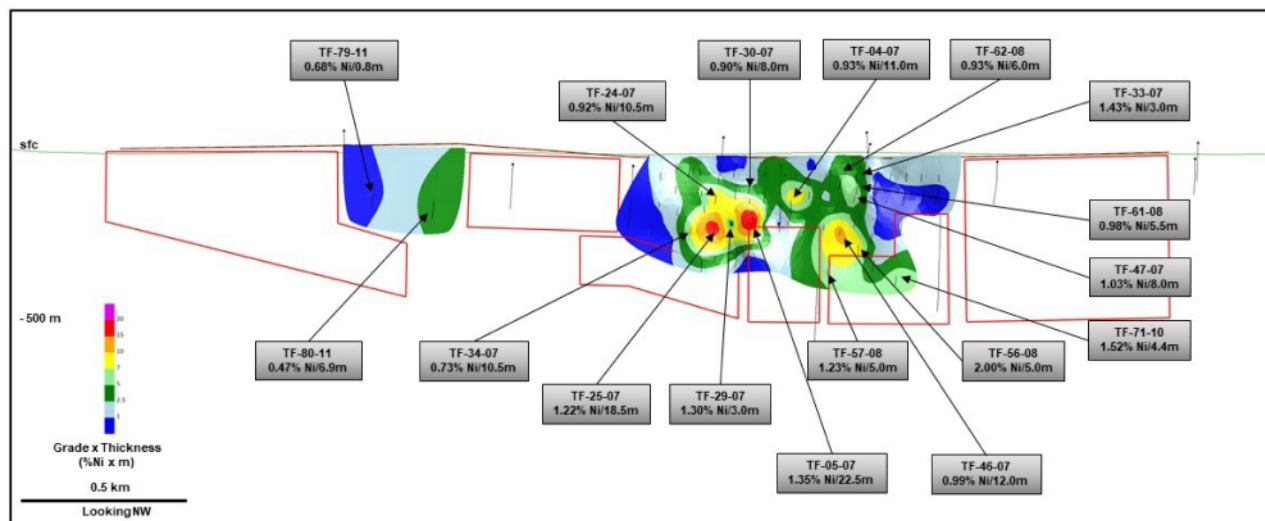 TF-79-11
0.68% Ni/0.8m
TF-30-07
0.90% Ni/8.0m
TF-04-07
0.93% Ni/11.0m
TF-62-08
0.93% Ni/6.0m
TF-24-07
0.92% Ni/10.5m
TF-33-07
1.43% Ni/3.0m
sfc
TF-61-08
0.98% Ni/5.5m
TF-47-07
1.03% Ni/8.0m
- 500 m
TF-71-10
1.52% Ni/4.4m
TF-80-11
0.47% Ni/6.9m
TF-34-07
0.73% Ni/10.5m
TF-57-08
1.23% Ni/5.0m
TF-56-08
2.00% Ni/5.0m
TF-25-07
1.22% Ni/18.5m
TF-29-07
1.30% Ni/3.0m
20
15
10
7
5
2.5
1
Grade x Thickness
(%Ni x m)
TF-05-07
1.35% Ni/22.5m
TF-46-07
0.99% Ni/12.0m
0.5 km
Looking NW